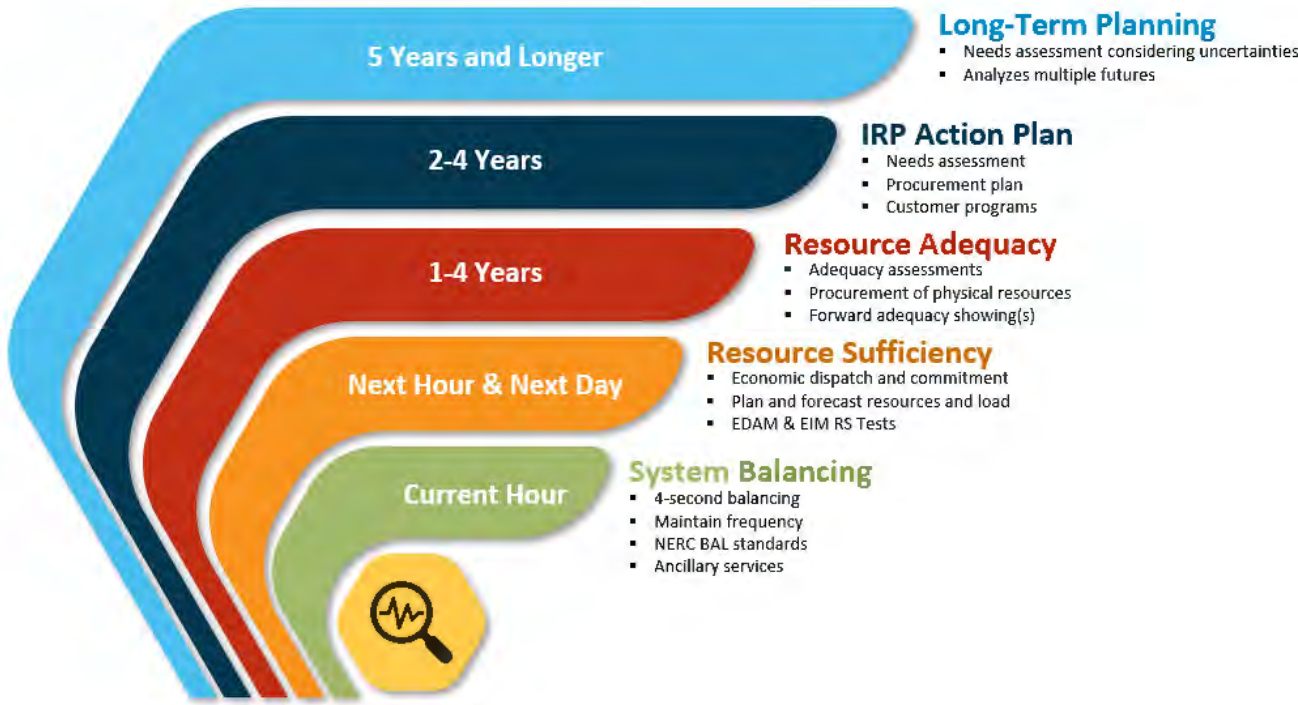 5 Years and Longer
Long-Term Planning
▪ Needs assessment considering uncertainties
▪ Analyzes multiple futures
2-4 Years
IRP Action Plan
▪ Needs assessment
▪ Procurement plan
▪ Customer programs
1-4 Years
Resource Adequacy
▪ Adequacy assessments
▪ Procurement of physical resources
▪ Forward adequacy showing(s)
Next Hour & Next Day
Resource Sufficiency
▪ Economic dispatch and commitment
▪ Plan and forecast resources and load
▪ EDAM & EIM RS Tests
Current Hour
System Balancing
▪ 4-second balancing
▪ Maintain frequency
▪ NERC BAL standards
▪ Ancillary services